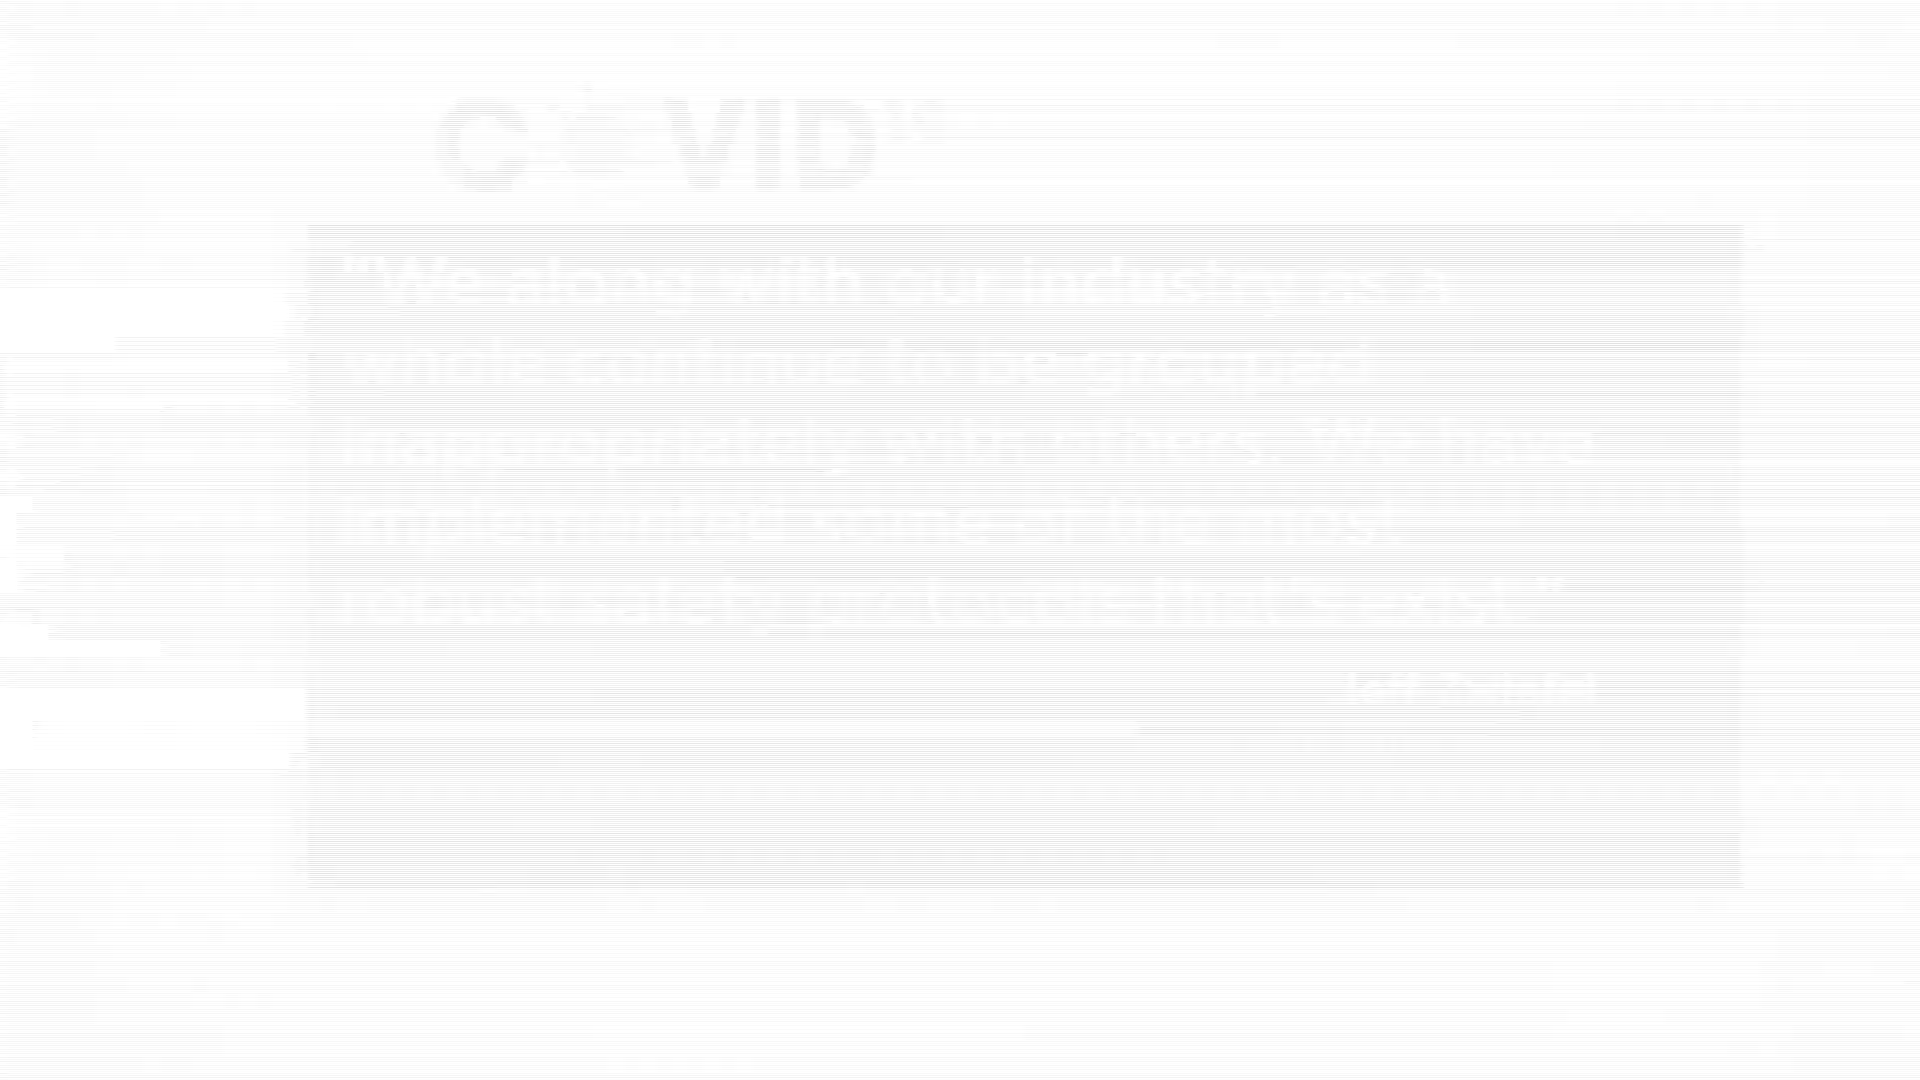 COVID
"We along with our industry as a
whole continue to be grouped
inappropriately with others. We have
implemented some of the most
robust safety protocols that exist"
Jeff